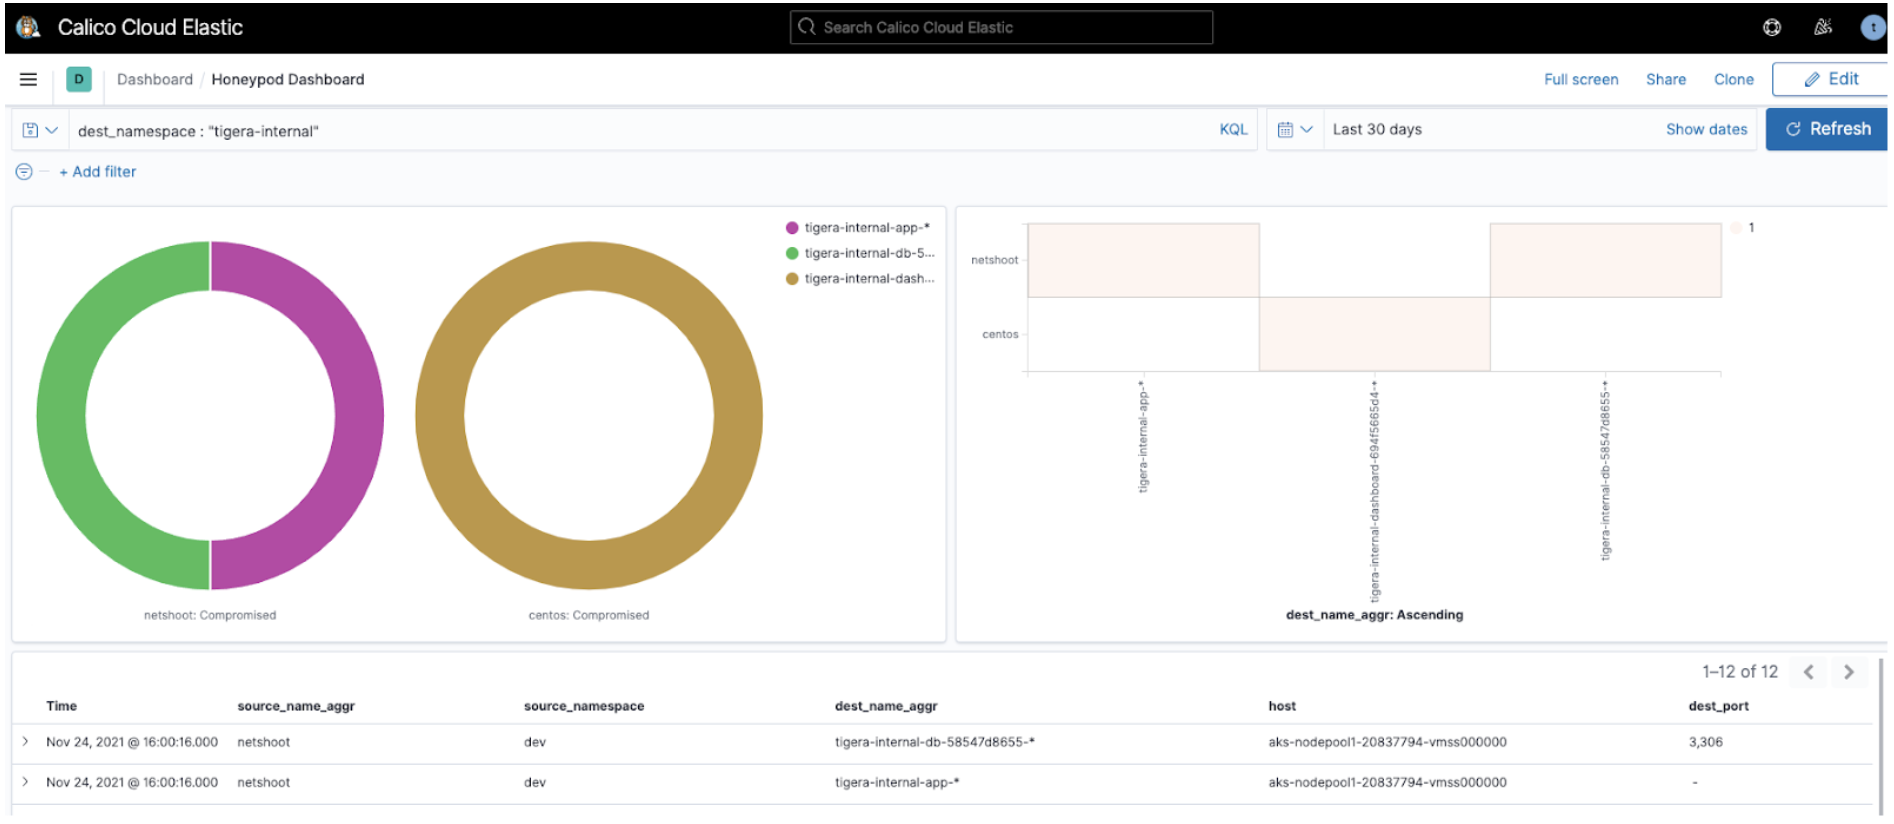 Calico Cloud Elastic
Search Calico Cloud Elastic
t
D
Dashboard / Honeypod Dashboard
Full screen
Share
Clone
Edit
dest_namespace : "tigera-internal"
KQL
Last 30 days
Show dates
Refresh
+ Add filter
tigera-internal-app-*
tigera-internal-db-5...
tigera-internal-dash...
netshoot: Compromised
centos: Compromised
1
netshoot
centos
tigera-internal-app-*
tigera-internal-dashboard-694f5665d4-*
tigera-internal-db-58547d8655-*
dest_name_aggr: Ascending
1–12 of 12
Time source_name_aggr source_namespace dest_name_aggr host dest_port
Nov 24, 2021 @ 16:00:16.000 netshoot dev tigera-internal-db-58547d8655-* aks-nodepool1-20837794-vmss000000 3,306
Nov 24, 2021 @ 16:00:16.000 netshoot dev tigera-internal-app-* aks-nodepool1-20837794-vmss000000 -